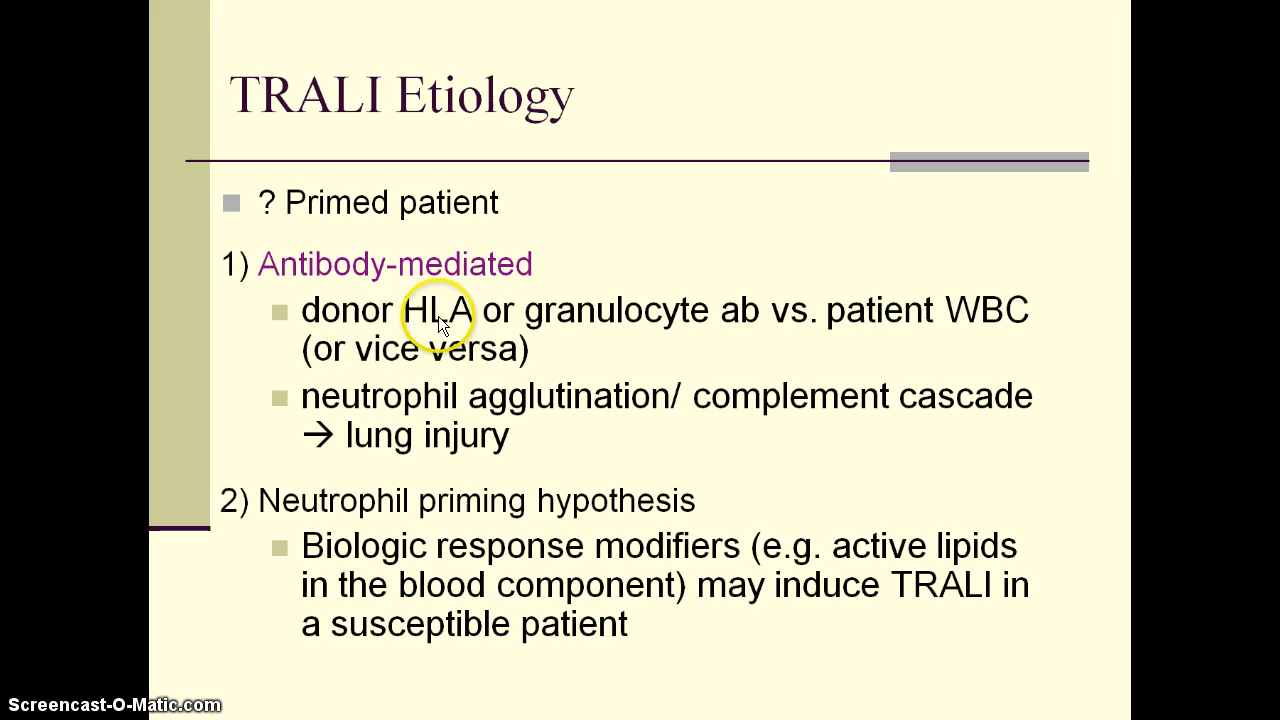 TRALI Etiology
? Primed patient
1) Antibody-mediated
donor HLA or granulocyte ab vs. patient WBC
(or vice versa)
neutrophil agglutination/ complement cascade
→ lung injury
2) Neutrophil priming hypothesis
Biologic response modifiers (e.g. active lipids
in the blood component) may induce TRALI in
a susceptible patient
Screencast-O-Matic.com